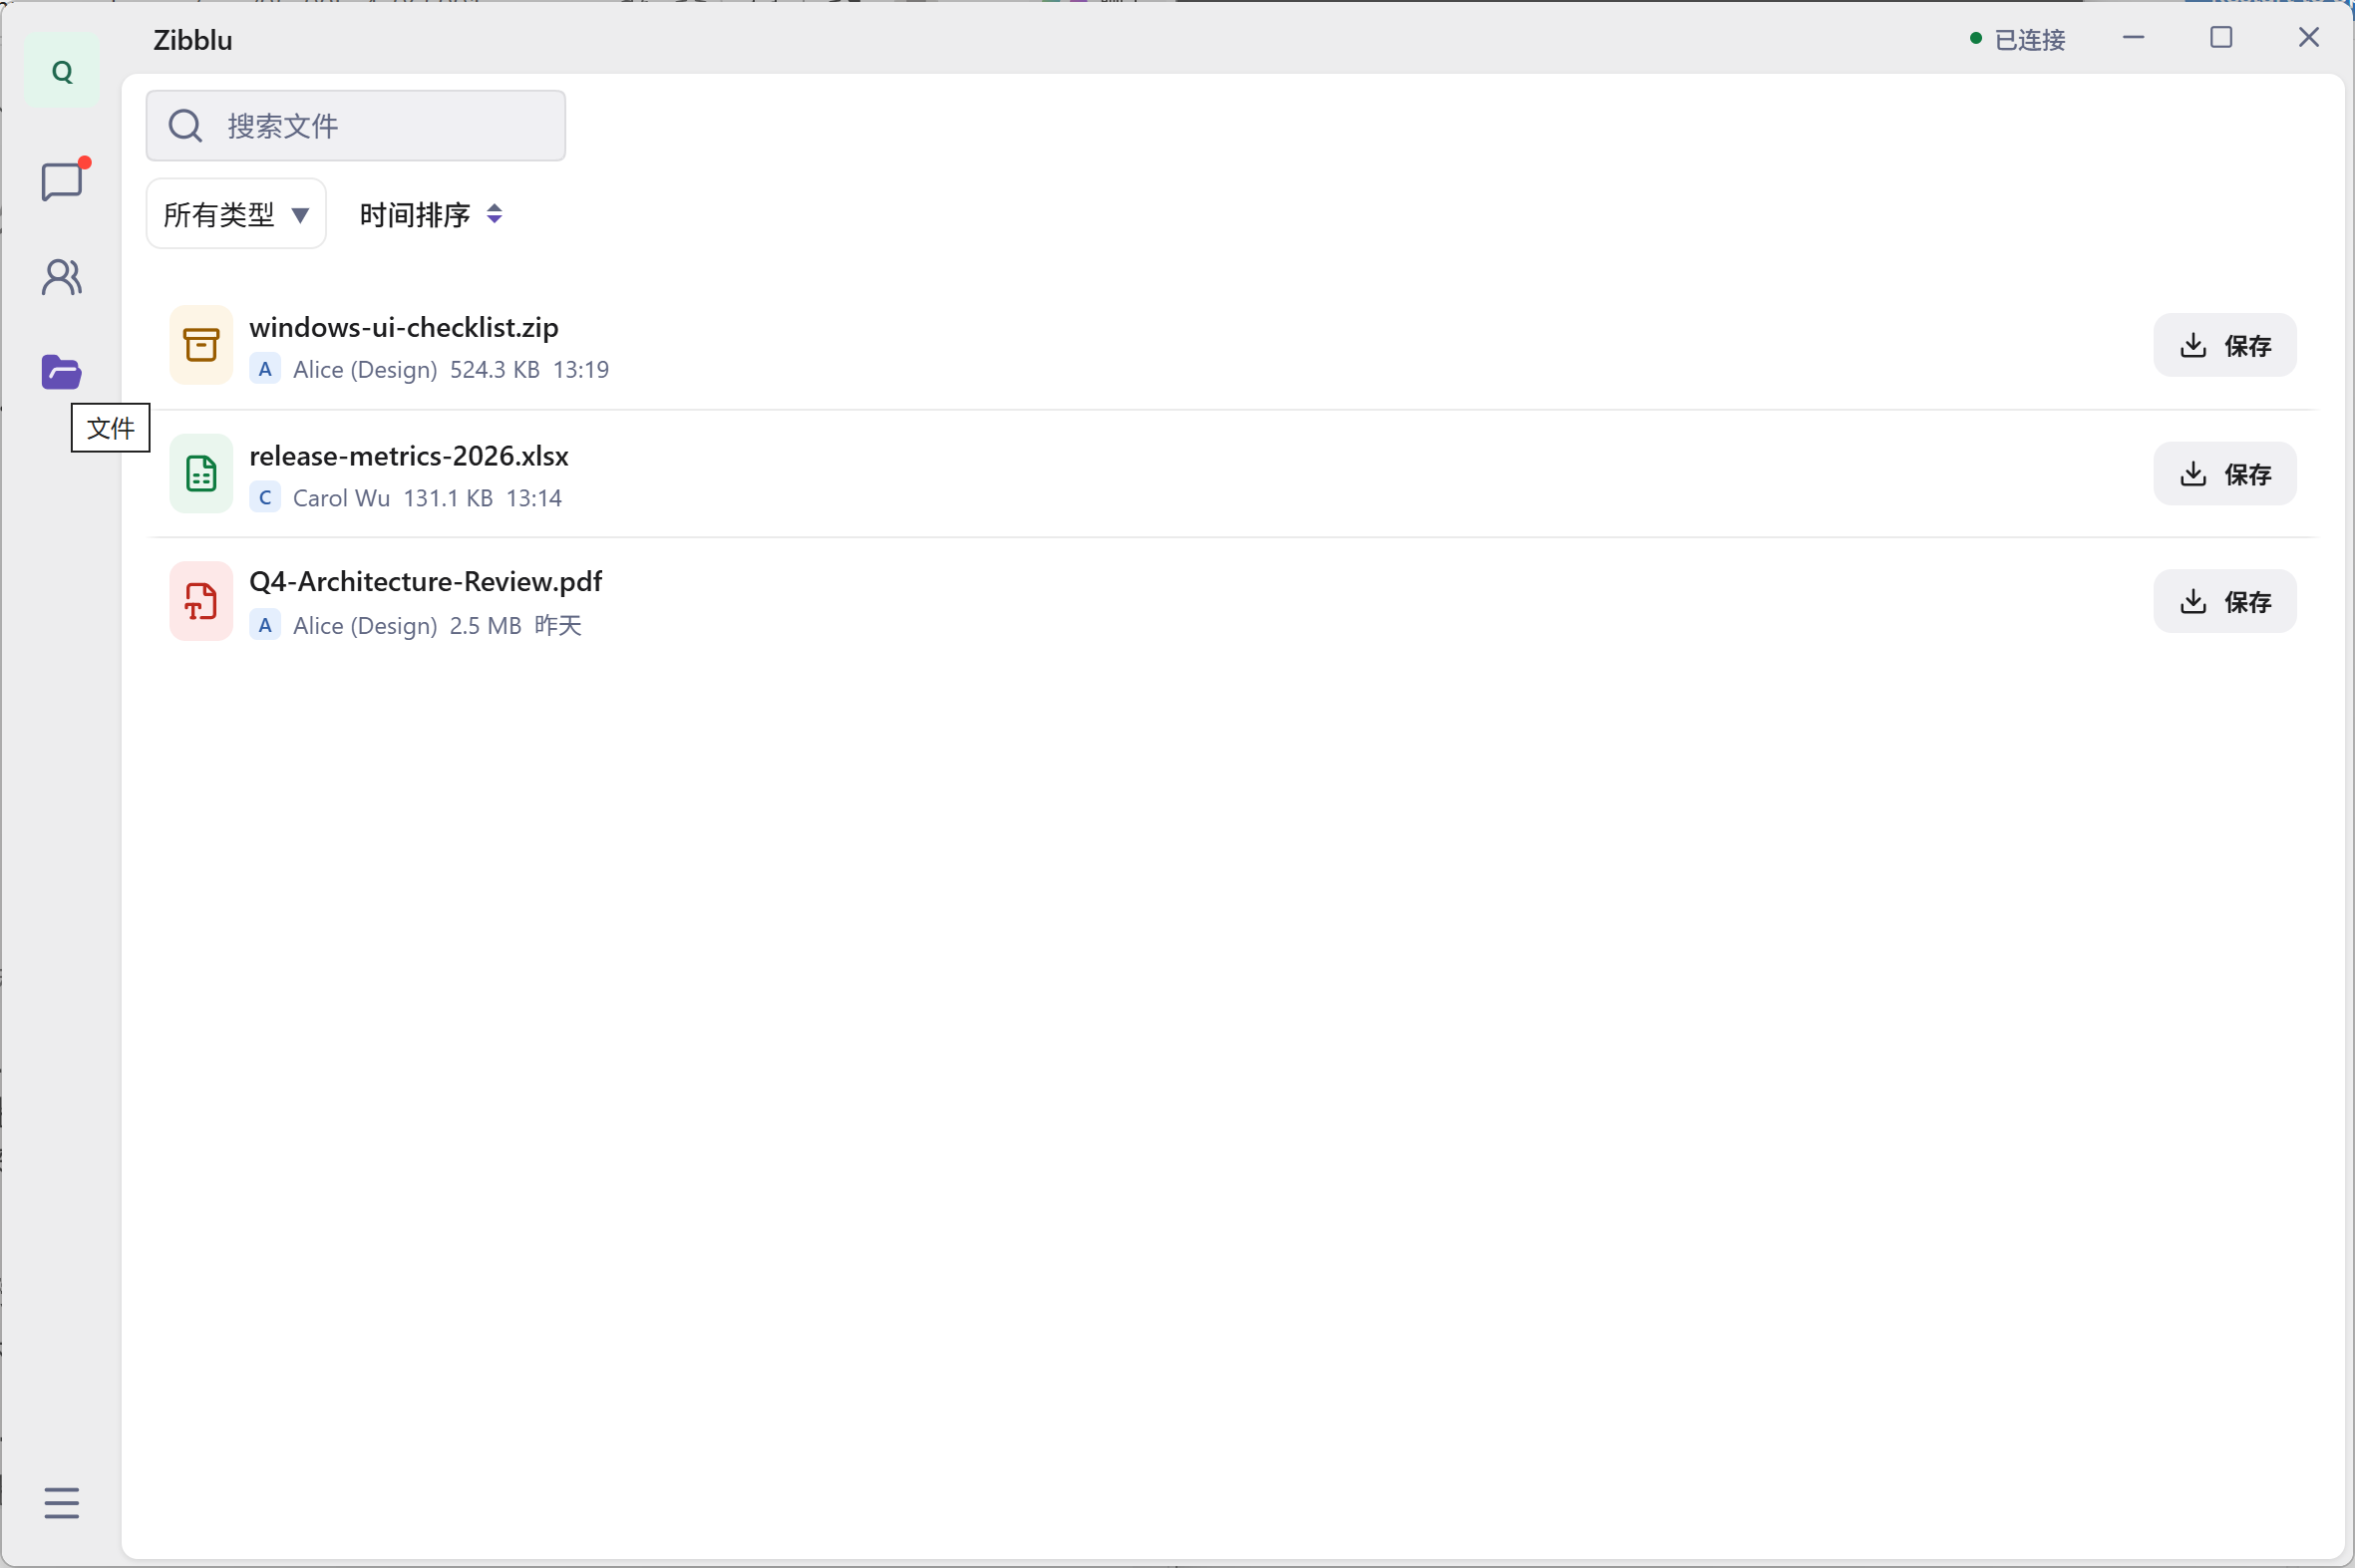 Q
Zibblu
已连接
搜索文件
所有类型 ▼
时间排序
windows-ui-checklist.zip
A Alice (Design) 524.3 KB 13:19
保存
文件
release-metrics-2026.xlsx
C Carol Wu 131.1 KB 13:14
保存
Q4-Architecture-Review.pdf
A Alice (Design) 2.5 MB 昨天
保存